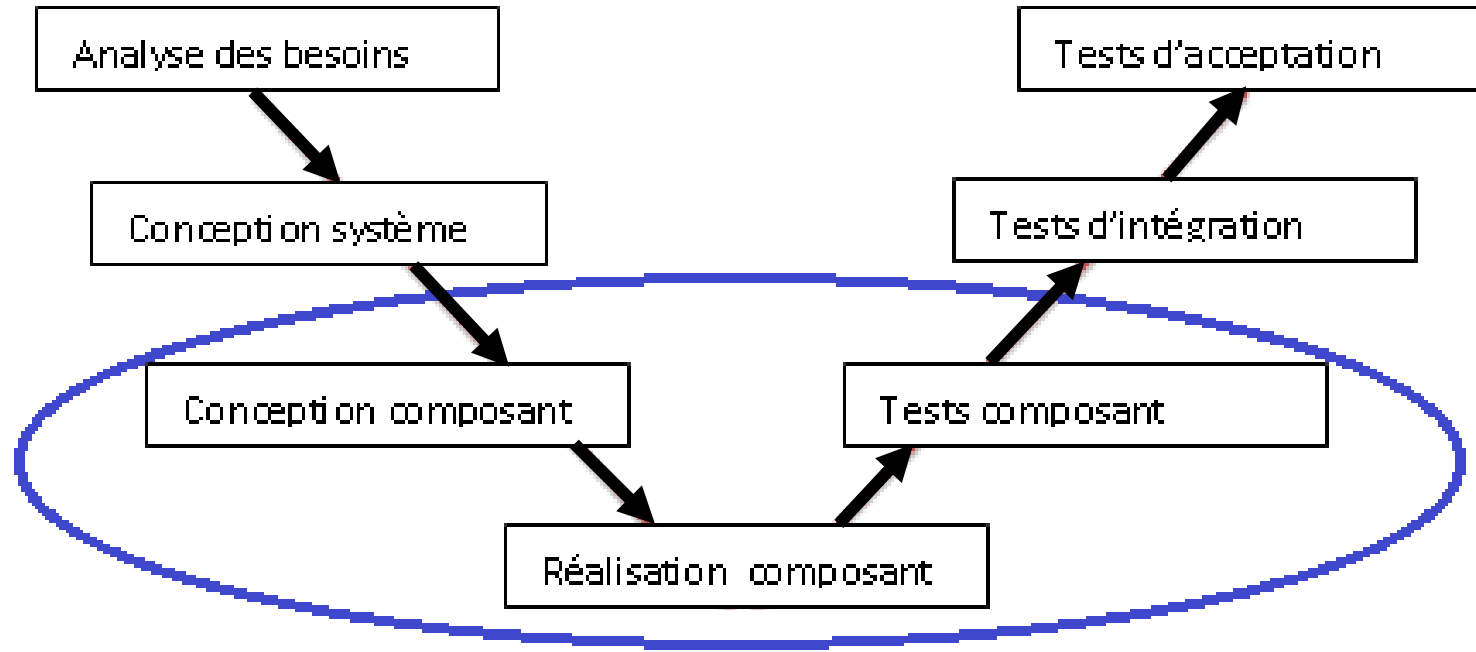 Analyse des besoins
Tests d'acceptation
Conception système
Tests d'intégration
Conception composant
Tests composant
Réalisation composant